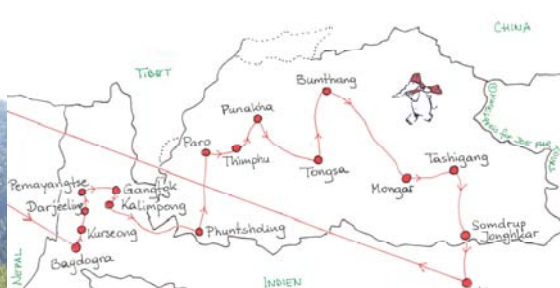 CHINA
TIBET
Bumthang
Punakha
Paro
Thimphu
Tongsa
Tashigang
Mongar
Pemayangtse
Gangtok
Darjeeling
Kalimpong
Kurseong
Phuntsholing
Somdrup
Jongkhar
Bagdogra
NEPAL
INDIEN